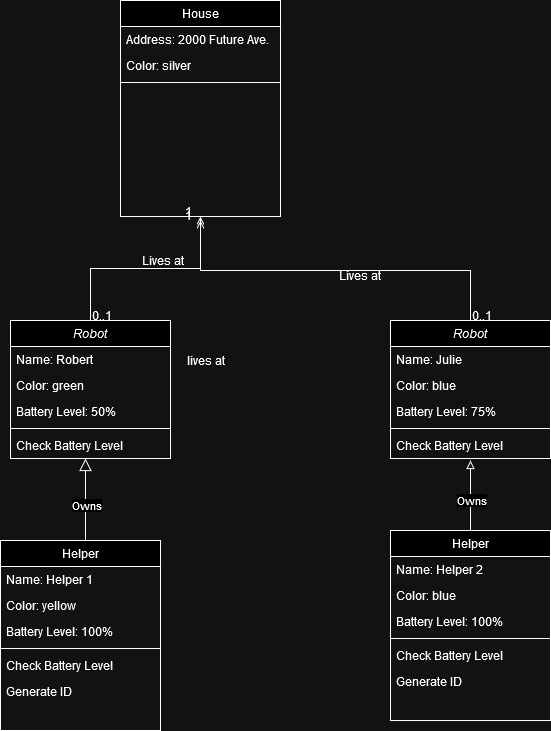 House
Address: 2000 Future Ave.
Color: silver
1
1
Lives at
Lives at
0..1
0..1
Robot
Name: Robert
Color: green
Battery Level: 50%
Check Battery Level
lives at
Robot
Name: Julie
Color: blue
Battery Level: 75%
Check Battery Level
Owns
Owns
Helper
Name: Helper 1
Color: yellow
Battery Level: 100%
Check Battery Level
Generate ID
Helper
Name: Helper 2
Color: blue
Battery Level: 100%
Check Battery Level
Generate ID